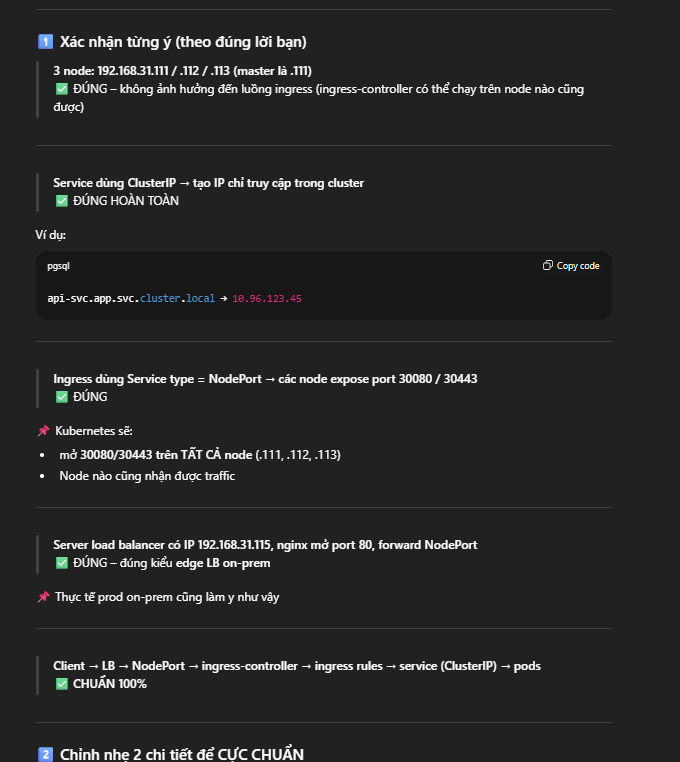 1 Xác nhận từng ý (theo đúng lời bạn)
3 node: 192.168.31.111 / .112 / .113 (master là .111)
✅ ĐÚNG – không ảnh hưởng đến luồng ingress (ingress-controller có thể chạy trên node nào cũng
được)
Service dùng ClusterIP → tạo IP chỉ truy cập trong cluster
✅ ĐÚNG HOÀN TOÀN
Ví dụ:
pgsql
Copy code
api-svc.app.svc.cluster.local → 10.96.123.45
Ingress dùng Service type = NodePort → các node expose port 30080 / 30443
✅ ĐÚNG
📌 Kubernetes sẽ:
• mở 30080/30443 trên TẤT CẢ node (.111, .112, .113)
• Node nào cũng nhận được traffic
Server load balancer có IP 192.168.31.115, nginx mở port 80, forward NodePort
✅ ĐÚNG – đúng kiểu edge LB on-prem
📌 Thực tế prod on-prem cũng làm y như vậy
Client → LB → NodePort → ingress-controller → ingress rules → service (ClusterIP) → pods
✅ CHUẨN 100%
2 Chỉnh nhẹ 2 chi tiết để CỰC CHUẨN